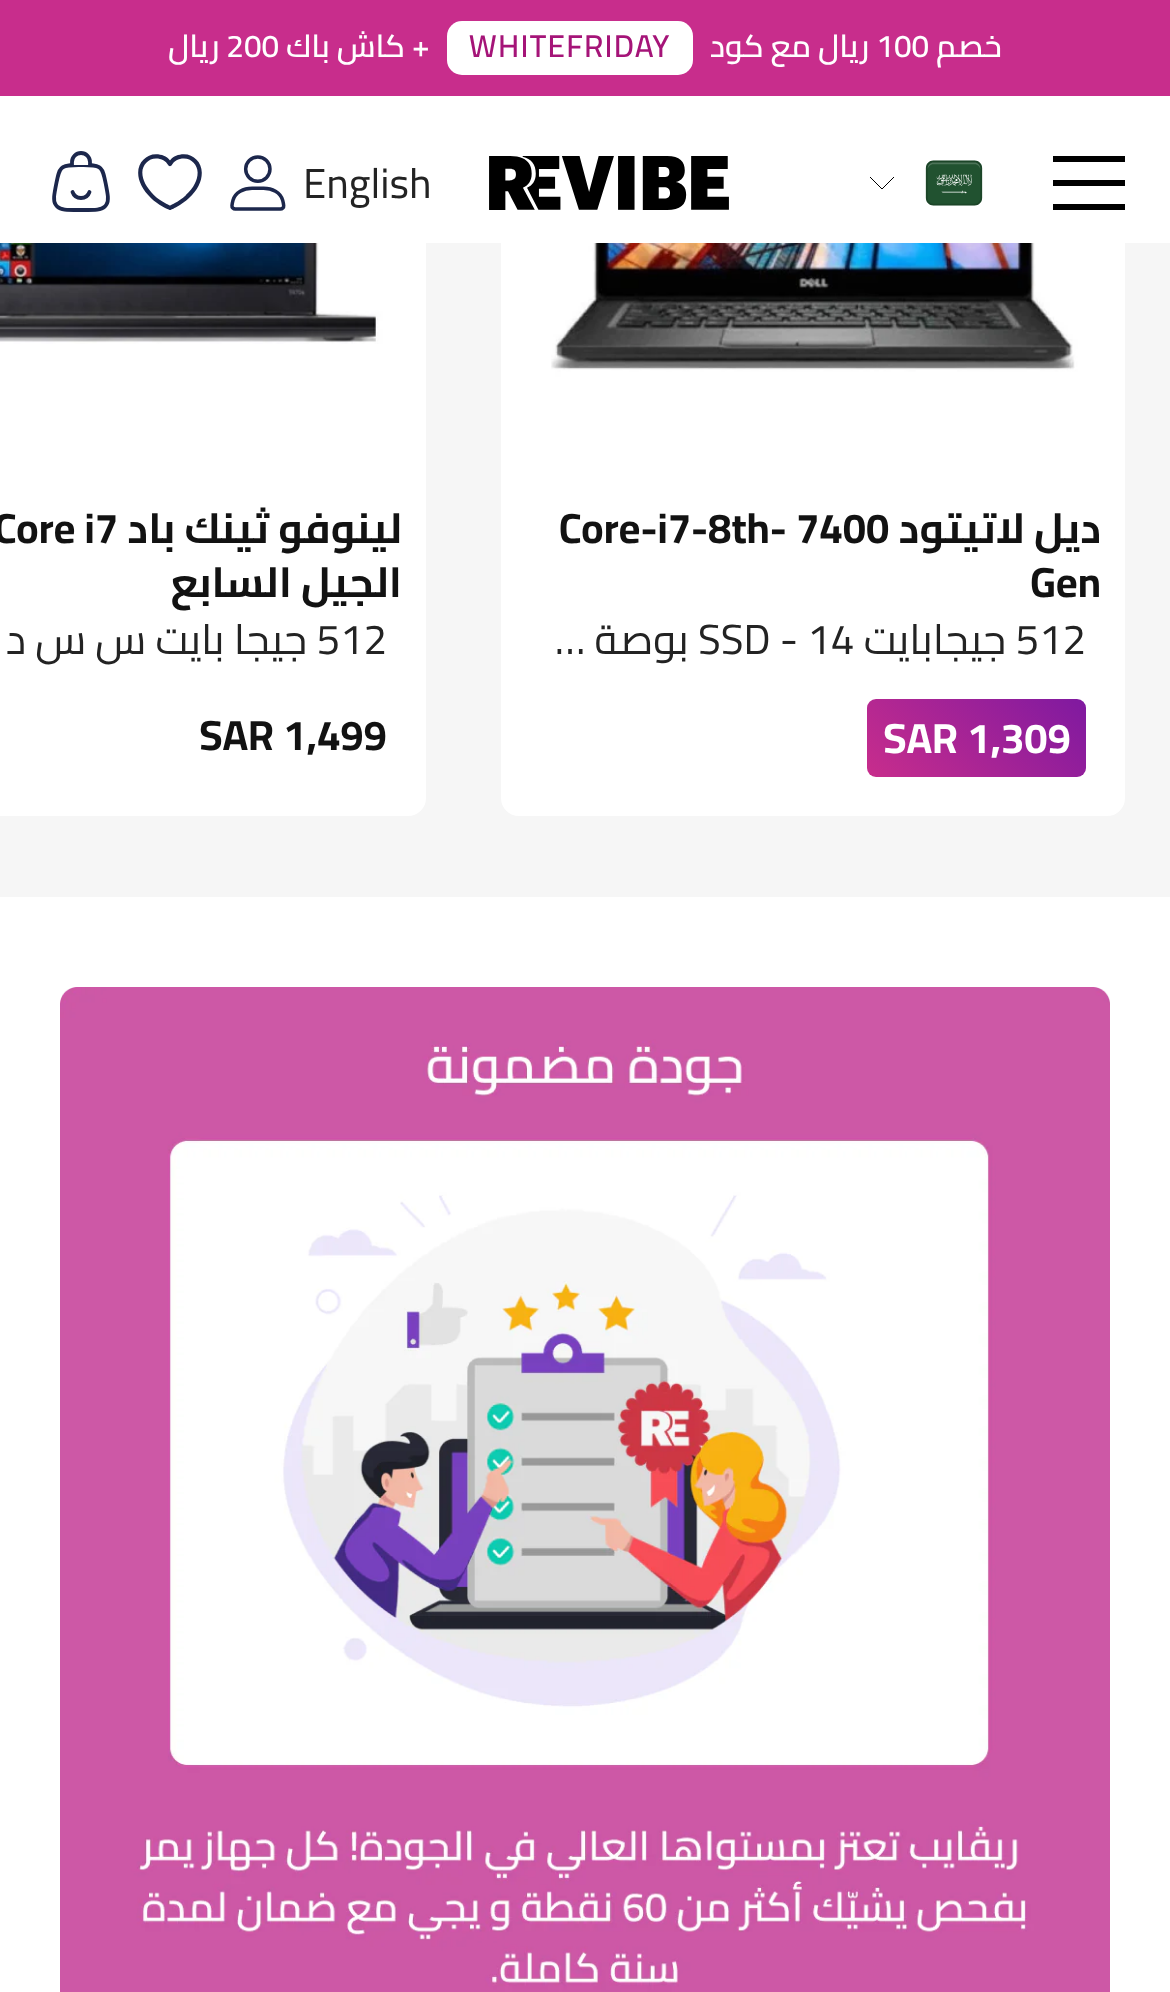 خصم 100 ريال مع كود WHITEFRIDAY + كاش باك 200 ريال
REVIBE English
DELL
ديل لاتيتود 7400 Core-i7-8th-
Gen
512 جيجابايت SSD - 14 بوصة ...
SAR 1,309
لينوفو ثينك باد Core i7
الجيل السابع
512 جيجا بايت س س د
SAR 1,499
جودة مضمونة
RE
ريڤايب تعتز بمستواها العالي في الجودة! كل جهاز يمر
بفحص يشيّك أكثر من 60 نقطة و يجي مع ضمان لمدة
سنة كاملة.